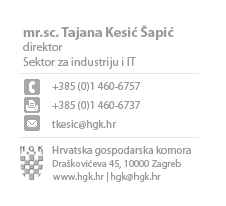 mr.sc. Tajana Kesić Šapić
direktor
Sektor za industriju i IT
+385 (0)1 460-6757
+385 (0)1 460-6737
tkesic@hgk.hr
H G K
Hrvatska gospodarska komora
Draškovićeva 45, 10000 Zagreb
www.hgk.hr | hgk@hgk.hr